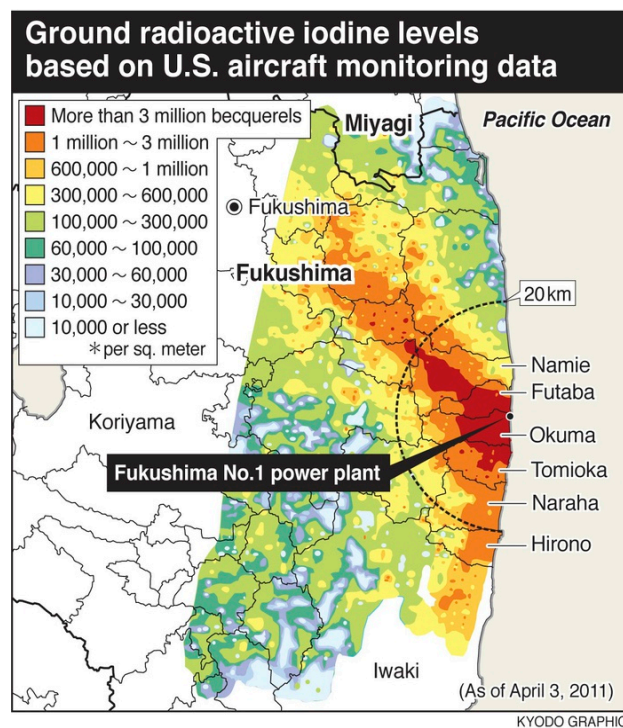 Ground radioactive iodine levels
based on U.S. aircraft monitoring data
More than 3 million becquerels
1 million ~ 3 million
600,000 ~ 1 million
300,000 ~ 600,000
100,000 ~ 300,000
60,000 ~ 100,000
30,000 ~ 60,000
10,000 ~ 30,000
10,000 or less
*per sq. meter
Miyagi
Pacific Ocean
Fukushima
Fukushima
20km
Namie
Futaba
Koriyama
Okuma
Fukushima No.1 power plant
Tomioka
Naraha
Hirono
Iwaki
(As of April 3, 2011)
KYODO GRAPHIC